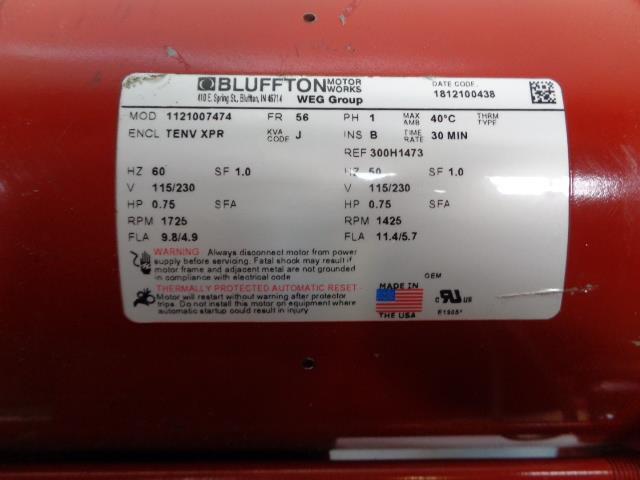 BLUFFTON MOTOR WORKS
410 E. Spring St., Bluffton, IN 46714 WEG Group
DATE CODE.
1812100438
MOD 1121007474 FR 56 PH 1 MAX AMB 40°C THRM TYPE
ENCL TENV XPR KVA CODE J INS B TIME RATE 30 MIN
REF 300H1473
HZ 60 SF 1.0 HZ 50 SF 1.0
V 115/230 V 115/230
HP 0.75 SFA HP 0.75 SFA
RPM 1725 RPM 1425
FLA 9.8/4.9 FLA 11.4/5.7
WARNING Always disconnect motor from power
supply before servicing. Fatal shock may result if
motor frame and adjacent metal are not grounded
in compliance with electrical code
THERMALLY PROTECTED AUTOMATIC RESET -
Motor will restart without warning after protector
trips. Do not install this motor on equipment where
automatic startup could result in injury
MADE IN
THE USA
OEM
c RU us